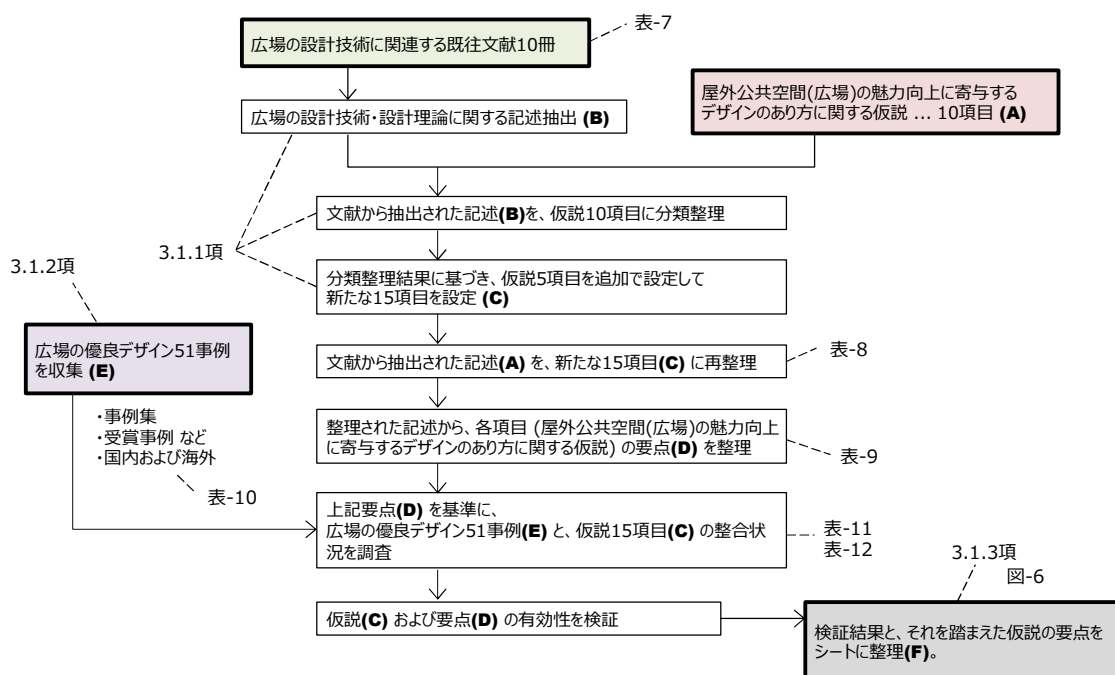 広場の設計技術に関連する既往文献10冊
表-7
広場の設計技術・設計理論に関する記述抽出 (B)
屋外公共空間(広場)の魅力向上に寄与する
デザインのあり方に関する仮説 ... 10項目 (A)
文献から抽出された記述(B)を、仮説10項目に分類整理
3.1.1項
3.1.2項
分類整理結果に基づき、仮説5項目を追加で設定して
新たな15項目を設定 (C)
広場の優良デザイン51事例
を収集 (E)
文献から抽出された記述(A) を、新たな15項目(C) に再整理
表-8
・事例集
・受賞事例 など
・国内および海外
表-10
整理された記述から、各項目 (屋外公共空間(広場)の魅力向上
に寄与するデザインのあり方に関する仮説) の要点(D) を整理
表-9
上記要点(D) を基準に、
広場の優良デザイン51事例(E) と、仮説15項目(C) の整合状
況を調査
表-11
表-12
3.1.3項
図-6
仮説(C) および要点(D) の有効性を検証
検証結果と、それを踏まえた仮説の要点を
シートに整理(F)。